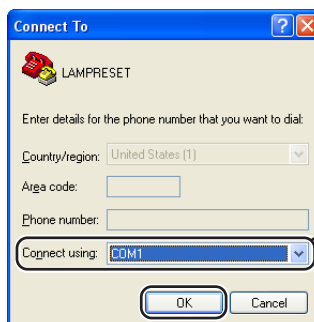 Connect To
LAMPRESET
Enter details for the phone number that you want to dial:
Country/region: United States (1)
Area code:
Phone number:
Connect using: COM1
OK Cancel